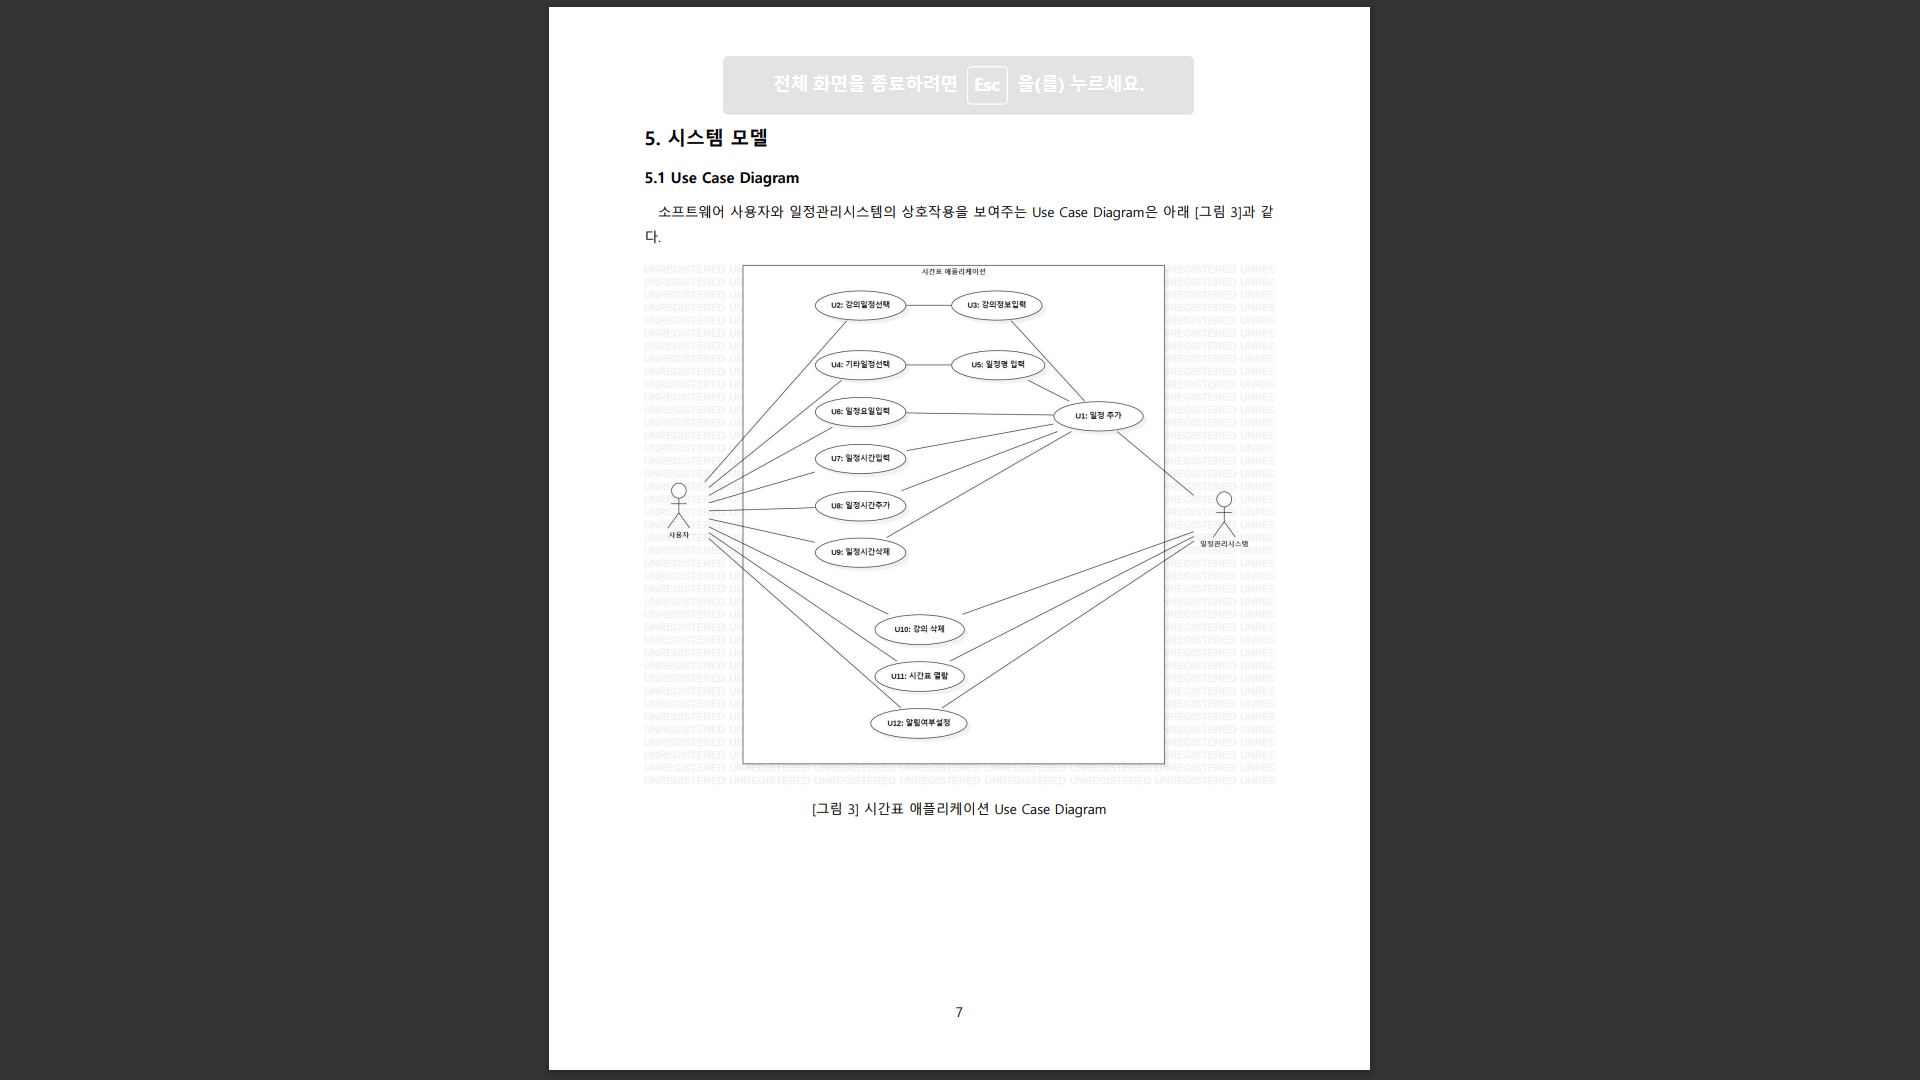 전체 화면을 종료하려면 Esc 을(를) 누르세요.
5. 시스템 모델
5.1 Use Case Diagram
소프트웨어 사용자와 일정관리시스템의 상호작용을 보여주는 Use Case Diagram은 아래 [그림 3]과 같
다.
시간표 애플리케이션
U2: 강의일정선택
U3: 강의정보입력
U4: 기타일정선택
U5: 일정명 입력
U6: 일정요일입력
U1: 일정 추가
U7: 일정시간입력
U8: 일정시간추가
사용자
일정관리시스템
U9: 일정시간삭제
U10: 강의 삭제
U11: 시간표 열람
U12: 알림여부설정
UNREGISTERED UNREGISTERED UNREGISTERED UNREGISTERED UNREGISTERED UNREGISTERED UNREGISTERED UNREG
[그림 3] 시간표 애플리케이션 Use Case Diagram
7